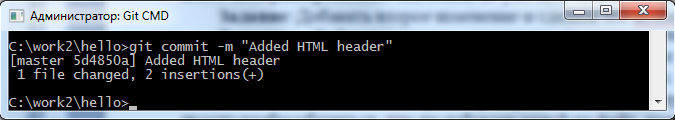 Администратор: Git CMD
C:\work2\hello>git commit -m "Added HTML header"
[master 5d4850a] Added HTML header
 1 file changed, 2 insertions(+)
C:\work2\hello>_